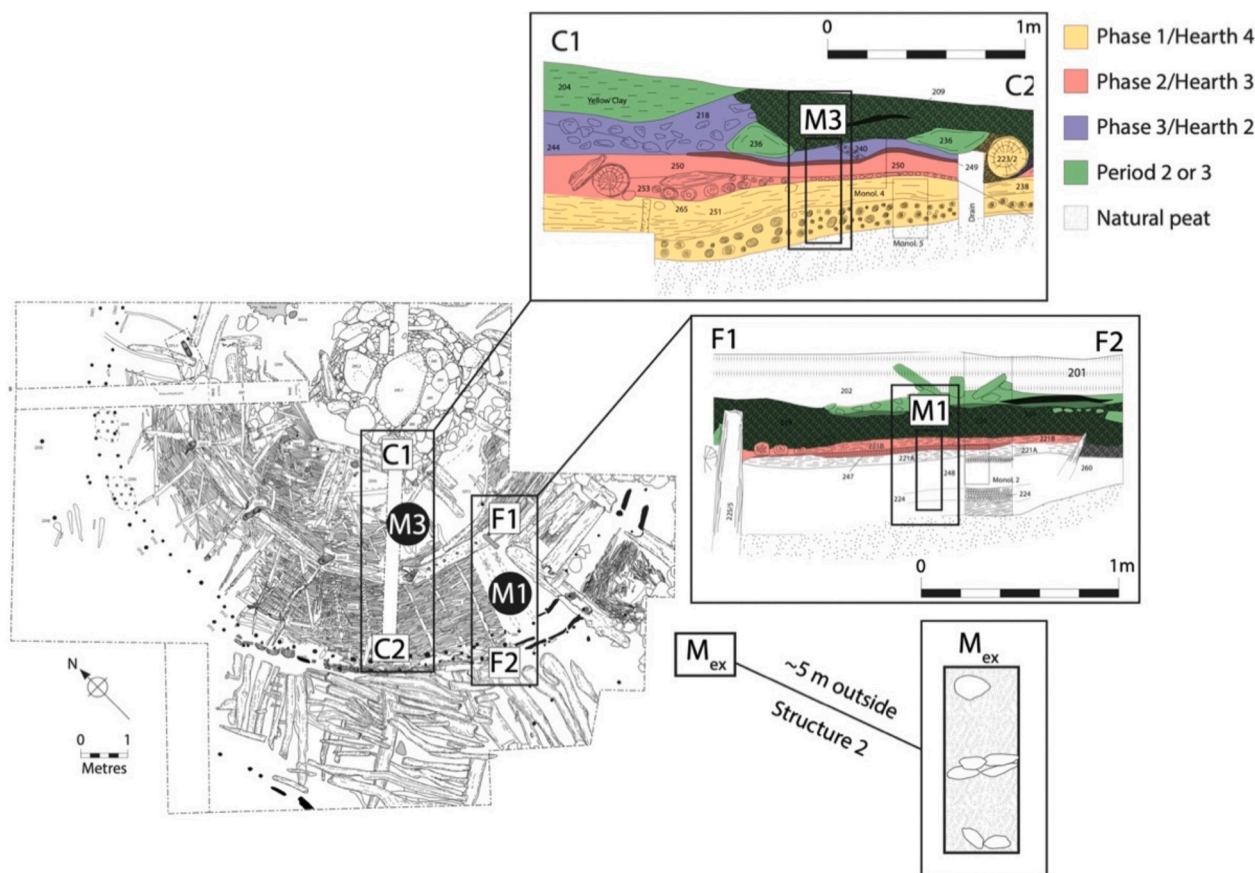 C1
C2
0
1m
204
Yellow Clay
218
209
M3
244
236
240
236
223/2
250
250
249
253
265
251
Monol. 4
238
Monol. 5
Drain
Phase 1/Hearth 4
Phase 2/Hearth 3
Phase 3/Hearth 2
Period 2 or 3
Natural peat
F1
F2
201
202
M1
221B
221B
221A
221A
247
248
260
Monol. 2
224
224
225/5
0
1m
C1
M3
F1
M1
C2
F2
N
0
1
Metres
Mex
~5 m outside
Structure 2
Mex